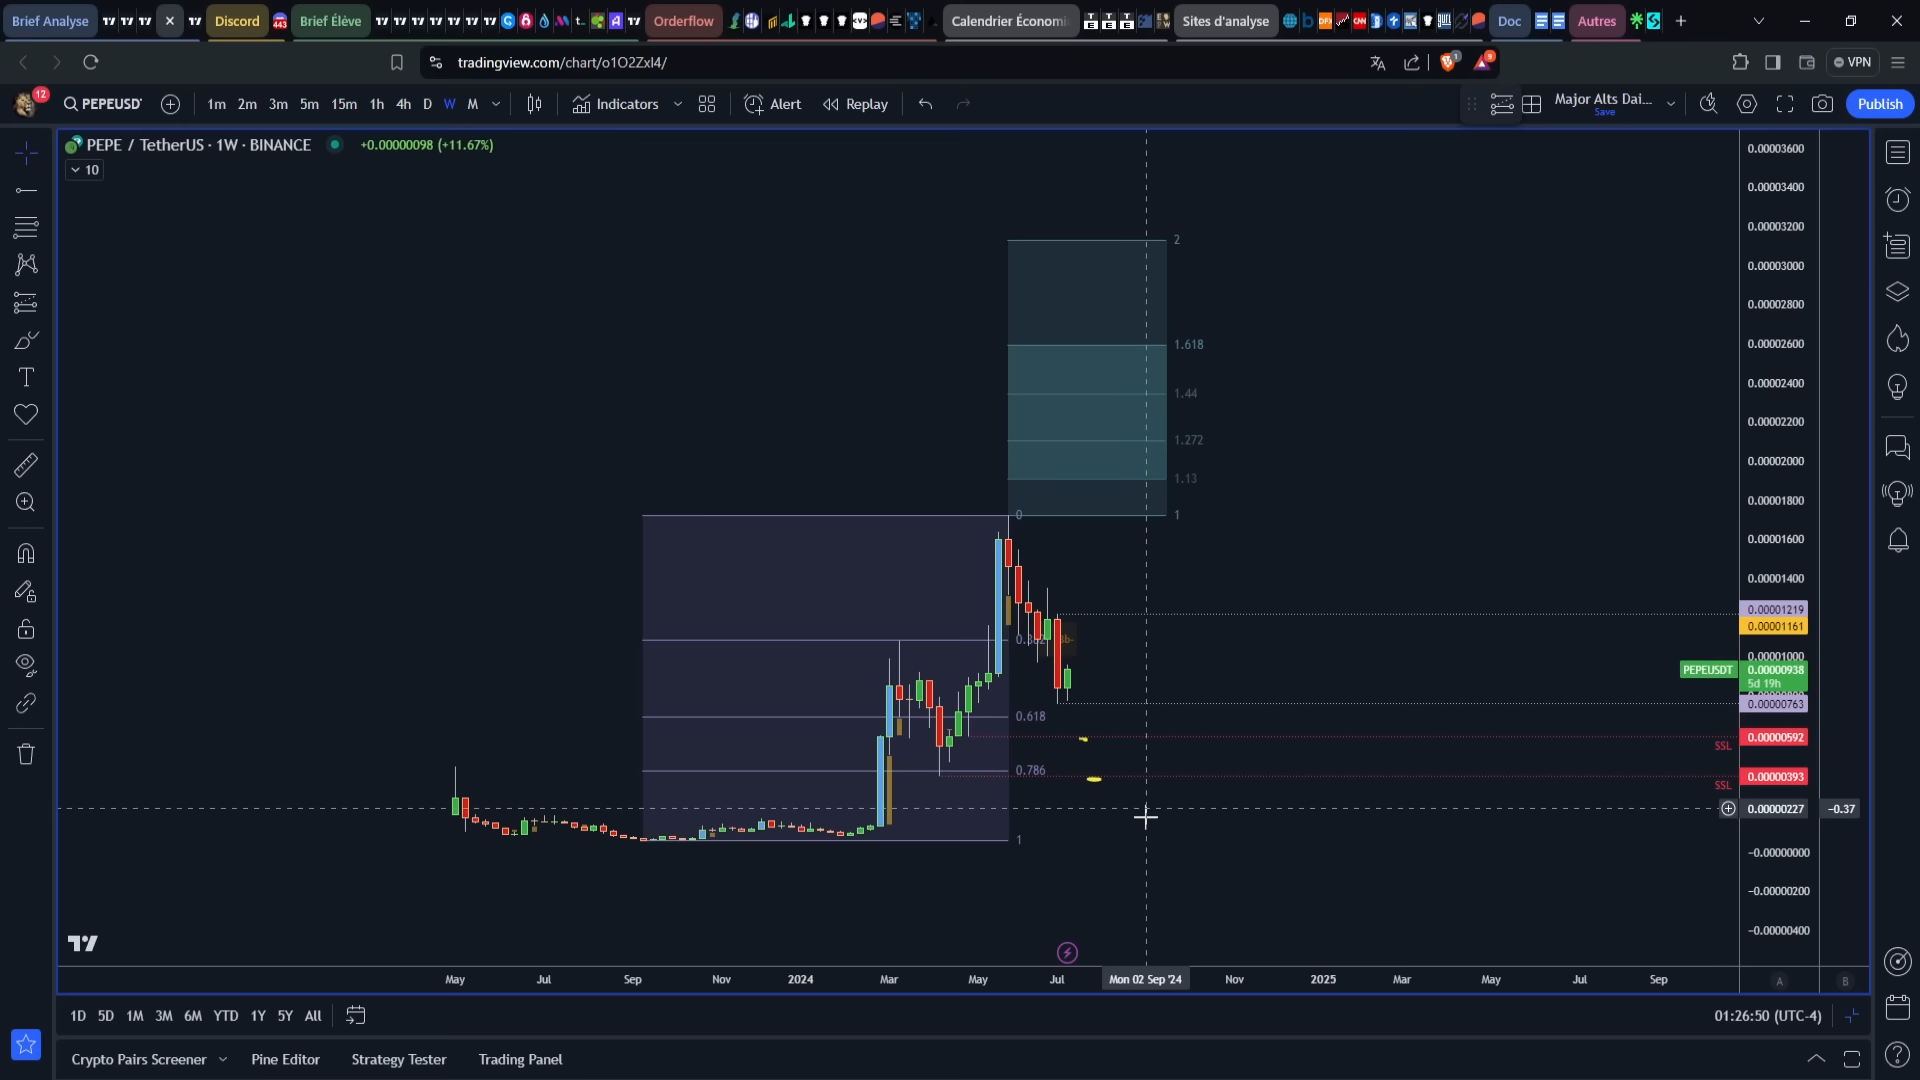 Brief Analyse
Discord
443
Brief Élève
Orderflow
Calendrier Économi
Sites d'analyse
Doc
Autres
tradingview.com/chart/o1O2Zxl4/
1
9
VPN
12
PEPEUSD
1m 2m 3m 5m 15m 1h 4h D W M
Indicators
Alert
Replay
Major Alts Dai...
Save
Publish
PEPE / TetherUS · 1W · BINANCE
+0.00000098 (+11.67%)
10
0.00003600
0.00003400
0.00003200
0.00003000
0.00002800
0.00002600
0.00002400
0.00002200
0.00002000
0.00001800
0.00001600
0.00001400
0.00001219
0.00001161
0.00001000
PEPEUSDT 0.00000938
5d 19h
0.00000763
0.00000592
SSL
0.00000393
SSL
0.00000227
−0.37
−0.00000000
−0.00000200
−0.00000400
2
1.618
1.44
1.272
1.13
1
0
0.618
0.786
1
May Jul Sep Nov 2024 Mar May Jul Mon 02 Sep '24 Nov 2025 Mar May Jul Sep
A B
1D 5D 1M 3M 6M YTD 1Y 5Y All
01:26:50 (UTC-4)
Crypto Pairs Screener
Pine Editor
Strategy Tester
Trading Panel